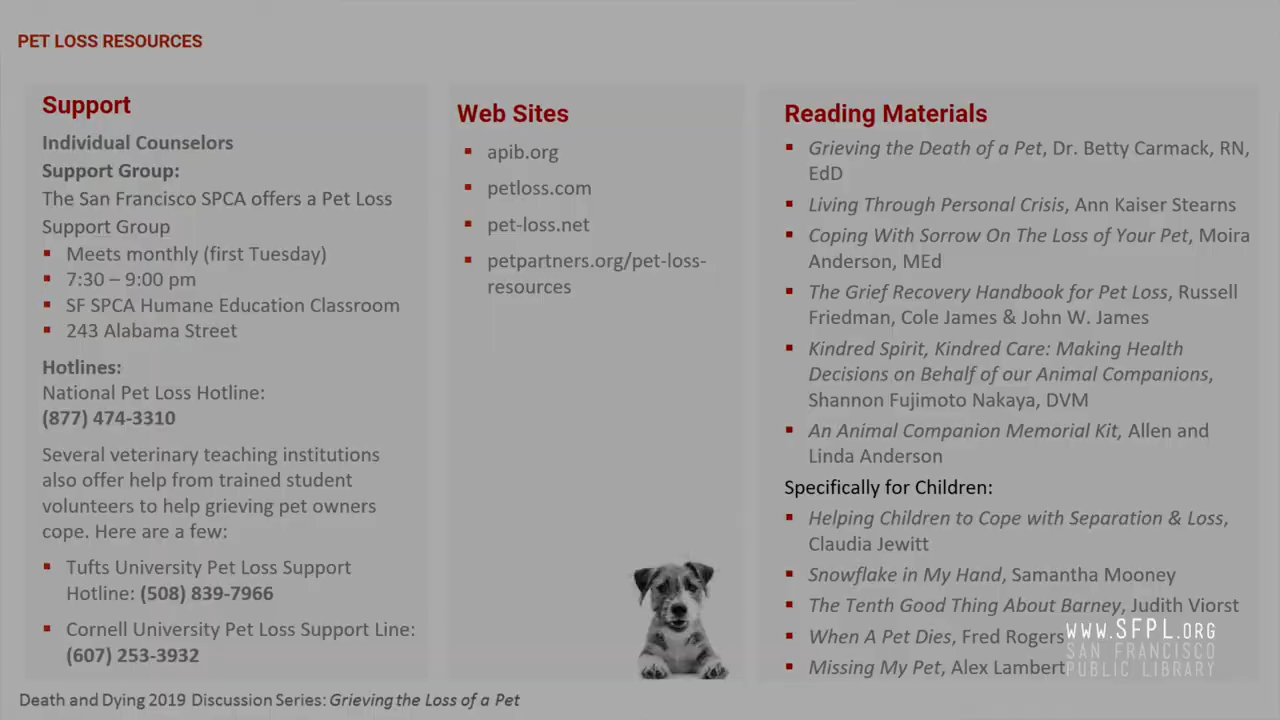 PET LOSS RESOURCES
Support
Individual Counselors
Support Group:
The San Francisco SPCA offers a Pet Loss
Support Group
▪ Meets monthly (first Tuesday)
▪ 7:30 – 9:00 pm
▪ SF SPCA Humane Education Classroom
▪ 243 Alabama Street
Hotlines:
National Pet Loss Hotline:
(877) 474-3310
Several veterinary teaching institutions
also offer help from trained student
volunteers to help grieving pet owners
cope. Here are a few:
▪ Tufts University Pet Loss Support
Hotline: (508) 839-7966
▪ Cornell University Pet Loss Support Line:
(607) 253-3932
Web Sites
▪ apib.org
▪ petloss.com
▪ pet-loss.net
▪ petpartners.org/pet-loss-
resources
Reading Materials
▪ Grieving the Death of a Pet, Dr. Betty Carmack, RN,
EdD
▪ Living Through Personal Crisis, Ann Kaiser Stearns
▪ Coping With Sorrow On The Loss of Your Pet, Moira
Anderson, MEd
▪ The Grief Recovery Handbook for Pet Loss, Russell
Friedman, Cole James & John W. James
▪ Kindred Spirit, Kindred Care: Making Health
Decisions on Behalf of our Animal Companions,
Shannon Fujimoto Nakaya, DVM
▪ An Animal Companion Memorial Kit, Allen and
Linda Anderson
Specifically for Children:
▪ Helping Children to Cope with Separation & Loss,
Claudia Jewitt
▪ Snowflake in My Hand, Samantha Mooney
▪ The Tenth Good Thing About Barney, Judith Viorst
▪ When A Pet Dies, Fred Rogers
▪ Missing My Pet, Alex Lambert
WWW.SFPL.ORG
SAN FRANCISCO
PUBLIC LIBRARY
Death and Dying 2019 Discussion Series: Grieving the Loss of a Pet